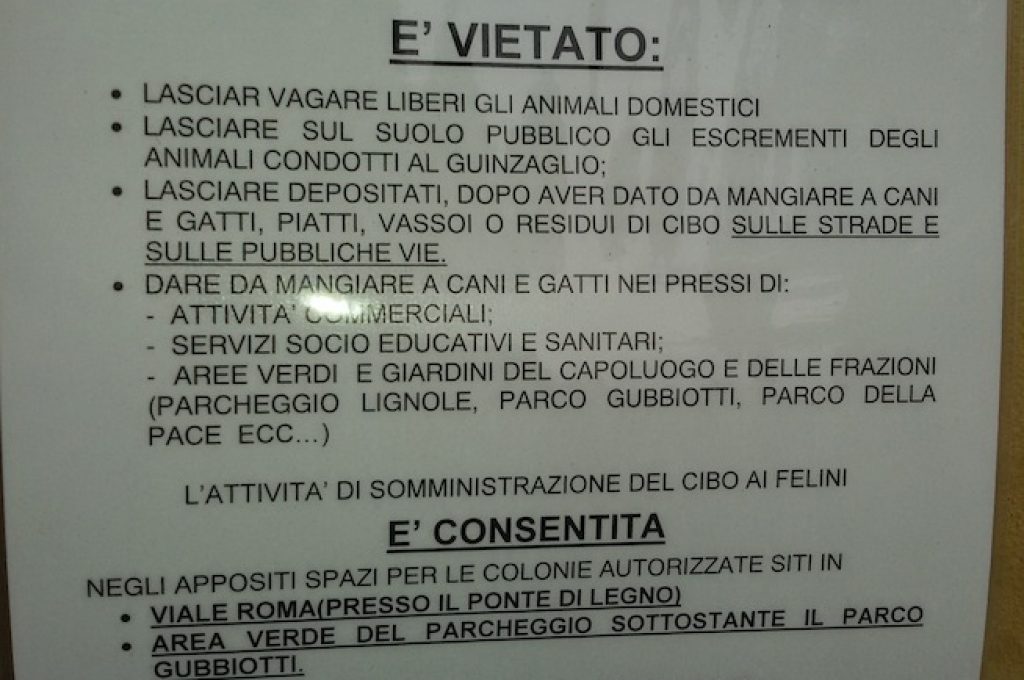 E' VIETATO:
• LASCIAR VAGARE LIBERI GLI ANIMALI DOMESTICI
• LASCIARE SUL SUOLO PUBBLICO GLI ESCREMENTI DEGLI
ANIMALI CONDOTTI AL GUINZAGLIO;
• LASCIARE DEPOSITATI, DOPO AVER DATO DA MANGIARE A CANI
E GATTI, PIATTI, VASSOI O RESIDUI DI CIBO SULLE STRADE E
SULLE PUBBLICHE VIE.
• DARE DA MANGIARE A CANI E GATTI NEI PRESSI DI:
- ATTIVITA' COMMERCIALI;
- SERVIZI SOCIO EDUCATIVI E SANITARI;
- AREE VERDI E GIARDINI DEL CAPOLUOGO E DELLE FRAZIONI
(PARCHEGGIO LIGNOLE, PARCO GUBBIOTTI, PARCO DELLA
PACE ECC...)
L'ATTIVITA' DI SOMMINISTRAZIONE DEL CIBO AI FELINI
E' CONSENTITA
NEGLI APPOSITI SPAZI PER LE COLONIE AUTORIZZATE SITI IN
• VIALE ROMA(PRESSO IL PONTE DI LEGNO)
• AREA VERDE DEL PARCHEGGIO SOTTOSTANTE IL PARCO
GUBBIOTTI.